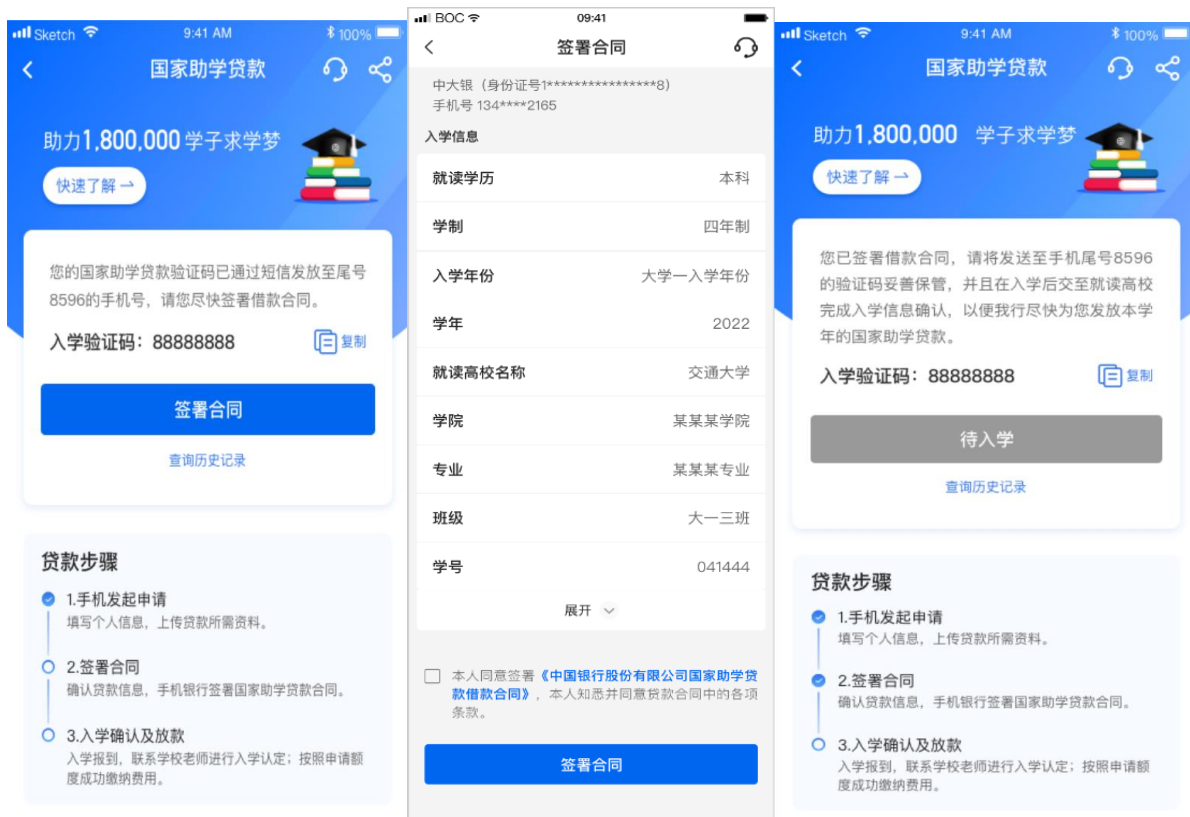 Sketch 9:41 AM 100%
国家助学贷款
助力1,800,000 学子求学梦
快速了解
您的国家助学贷款验证码已通过短信发放至尾号
8596的手机号，请您尽快签署借款合同。
入学验证码：88888888 复制
签署合同
查询历史记录
贷款步骤
1.手机发起申请
填写个人信息，上传贷款所需资料。
2.签署合同
确认贷款信息，手机银行签署国家助学贷款合同。
3.入学确认及放款
入学报到，联系学校老师进行入学认定；按照申请额
度成功缴纳费用。
BOC 09:41
签署合同
中大银（身份证号1****************8）
手机号 134****2165
入学信息
就读学历 本科
学制 四年制
入学年份 大学一入学年份
学年 2022
就读高校名称 交通大学
学院 某某某学院
专业 某某某专业
班级 大一三班
学号 041444
展开
本人同意签署《中国银行股份有限公司国家助学贷
款借款合同》，本人知悉并同意贷款合同中的各项
条款。
签署合同
Sketch 9:41 AM 100%
国家助学贷款
助力1,800,000 学子求学梦
快速了解
您已签署借款合同，请将发送至手机尾号8596
的验证码妥善保管，并且在入学后交至就读高校
完成入学信息确认，以便我行尽快为您发放本学
年的国家助学贷款。
入学验证码：88888888 复制
待入学
查询历史记录
贷款步骤
1.手机发起申请
填写个人信息，上传贷款所需资料。
2.签署合同
确认贷款信息，手机银行签署国家助学贷款合同。
3.入学确认及放款
入学报到，联系学校老师进行入学认定；按照申请额
度成功缴纳费用。